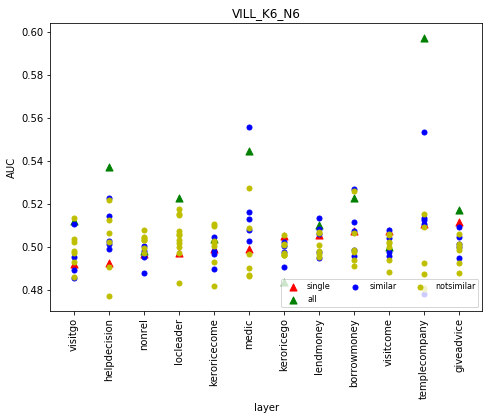 VILL_K6_N6
AUC
0.60
0.58
0.56
0.54
0.52
0.50
0.48
single
all
similar
notsimilar
visitgo
helpdecision
nonrel
locleader
keroricecome
medic
keroricego
lendmoney
borrowmoney
visitcome
templecompany
giveadvice
layer